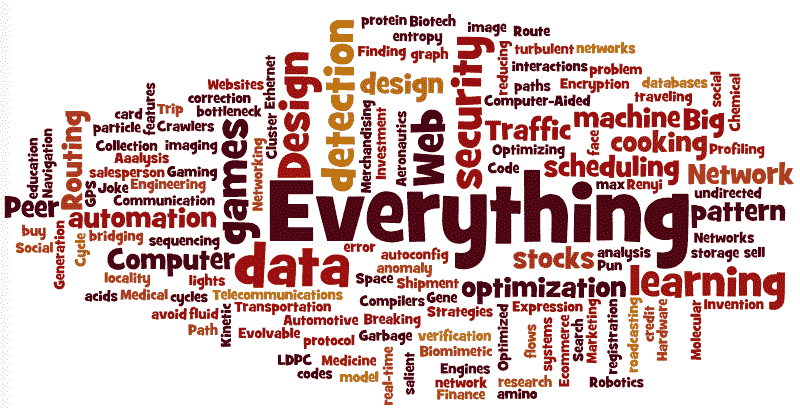 protein Biotech
image Route
entropy
turbulent networks
Finding graph
interactions problem
reducing
Design
detection
design
security
paths Encryption databases
traveling
social
Chemical
Computer-Aided
Websites
Ethernet
Cluster
correction
bottleneck
features
card Trip
particle Crawlers
Collection imaging
Aaalysis
salesperson Gaming
Joke Engineering
Communication
Networking
games
Merchandising
Investment
Aeronautics
Web
Traffic
machine Big
face
cooking
Profiling
Optimizing
Code
scheduling
Network
max Renyi
undirected
pattern
education
Navigation
Routing
GPS
Peer
automation
Everything
buy
Social
Generation
Cycle
bridging
sequencing
Computer
data
error
autoconfig
anomaly
stocks
analysis
Pun
Networks
storage sell
locality
lights
Space Shipment
optimization
learning
acids Medical cycles Telecommunications
Compilers Gene
Expression
Invention
avoid fluid
Kinetic
Transportation
Strategies
Path
Evolvable
Automotive Breaking
protocol
Garbage verification
Optimized
flows
systems
Ecommerce
Search
Marketing
registration
roadcasting
credit
Hardware
Molecular
LDPC Medicine
Biomimetic
codes model
real-time
salient
Engines
network research
Robotics
Finance amino